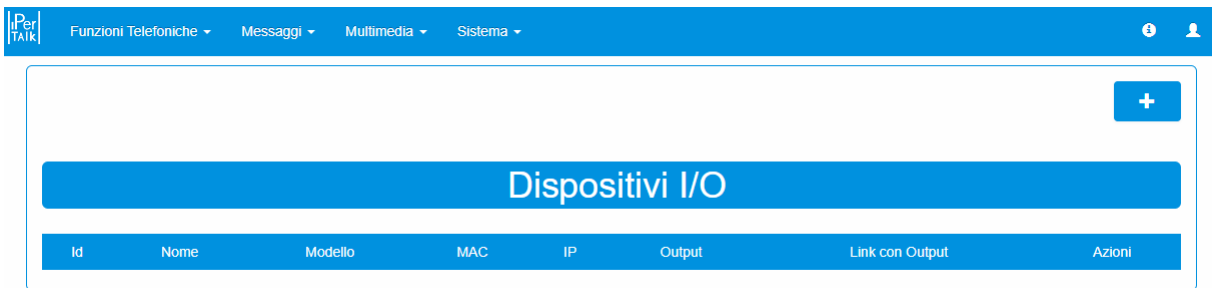 iPer
TAlk
Funzioni Telefoniche Messaggi Multimedia Sistema
+
Dispositivi I/O
Id Nome Modello MAC IP Output Link con Output Azioni